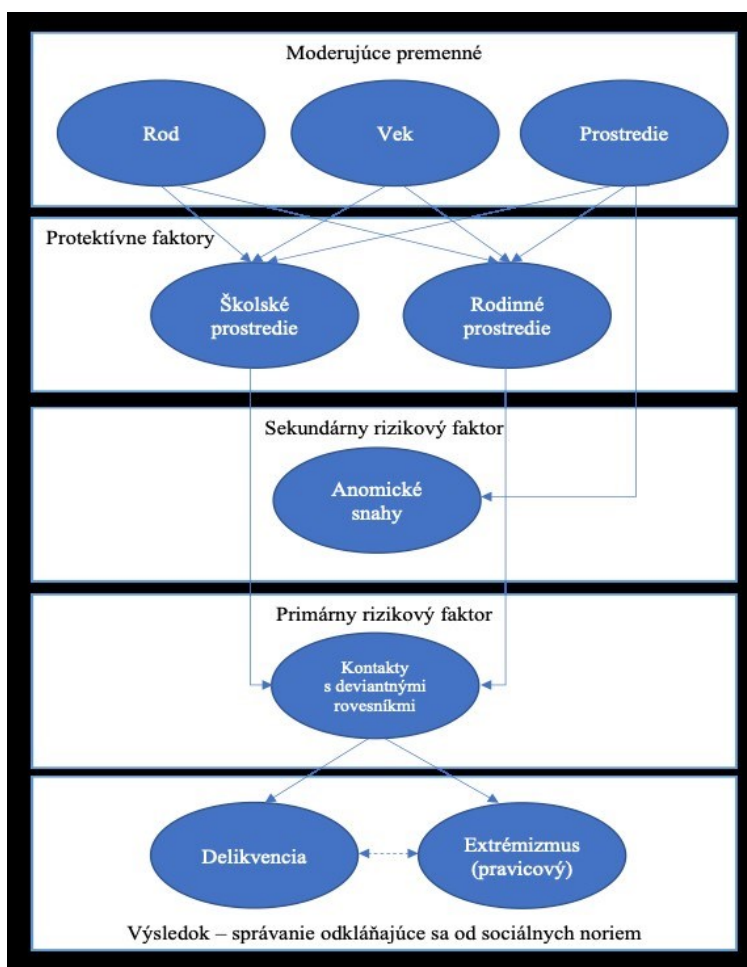 Moderujúce premenné
Rod
Vek
Prostredie
Protektívne faktory
Školské
prostredie
Rodinné
prostredie
Sekundárny rizikový faktor
Anomické
snahy
Primárny rizikový faktor
Kontakty
s deviantnými
rovesníkmi
Delikvencia
Extrémizmus
(pravicový)
Výsledok – správanie odkláňajúce sa od sociálnych noriem